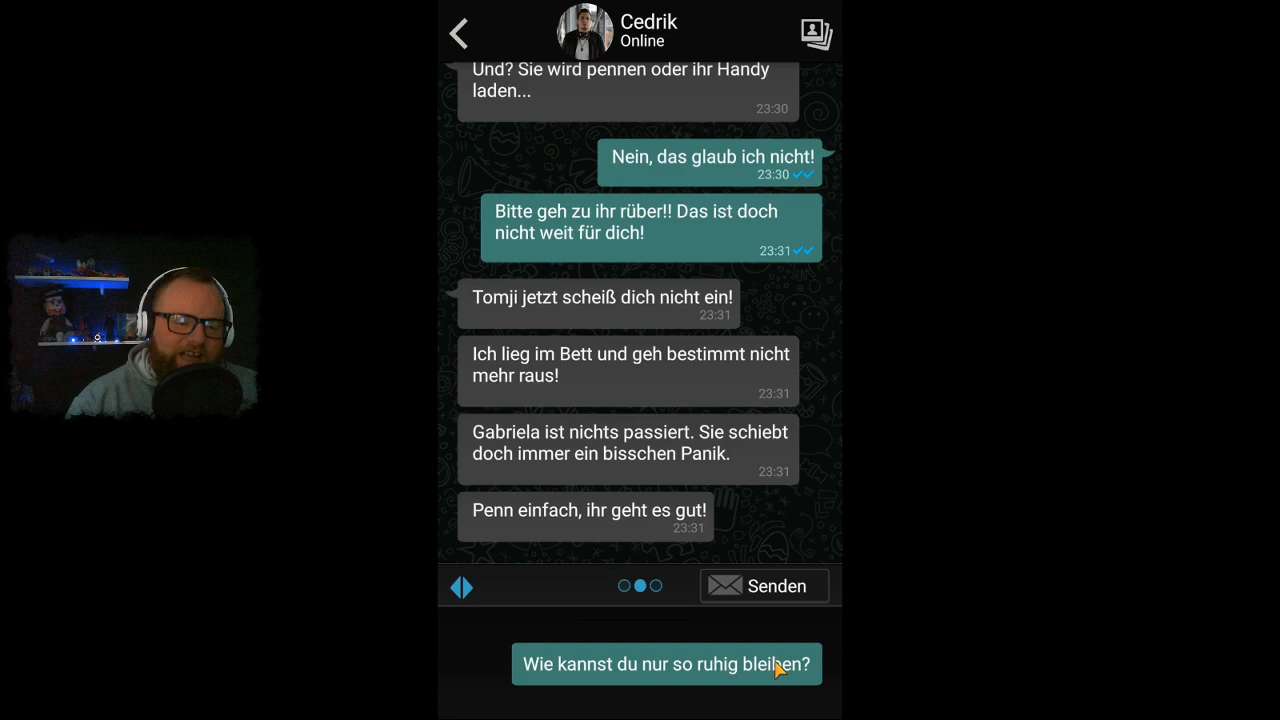 Cedrik
Online
Und? Sie wird pennen oder ihr Handy
laden...
23:30
Nein, das glaub ich nicht!
23:30
Bitte geh zu ihr rüber!! Das ist doch
nicht weit für dich!
23:31
Tomji jetzt scheiß dich nicht ein!
23:31
Ich lieg im Bett und geh bestimmt nicht
mehr raus!
23:31
Gabriela ist nichts passiert. Sie schiebt
doch immer ein bisschen Panik.
23:31
Penn einfach, ihr geht es gut!
23:31
Senden
Wie kannst du nur so ruhig bleiben?